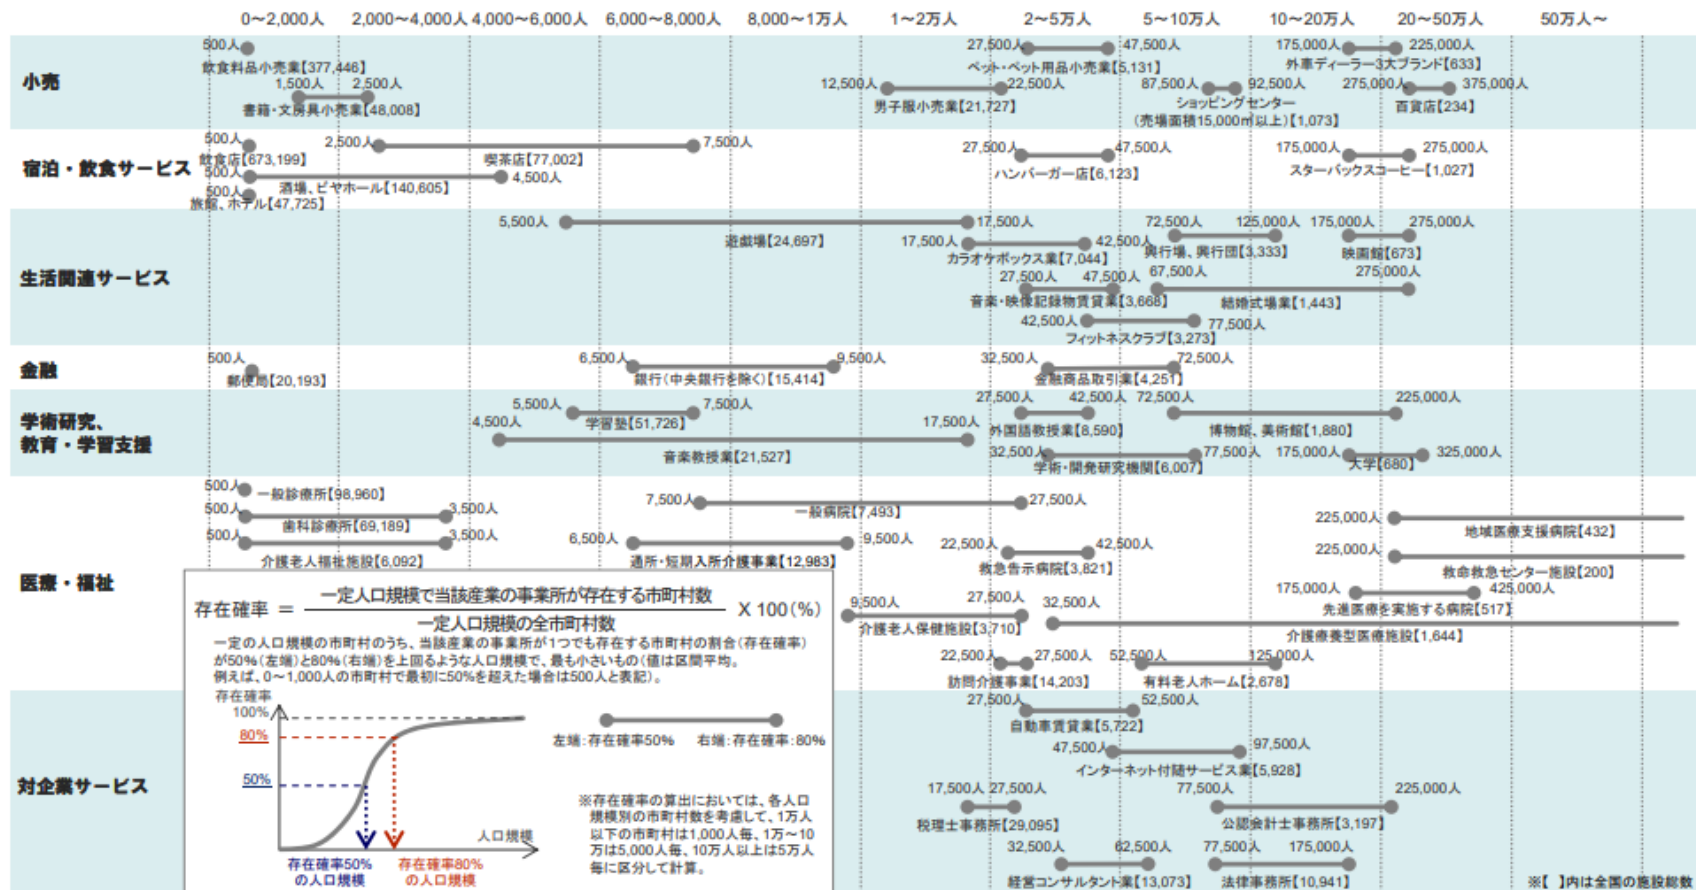 0～2,000人 2,000～4,000人 4,000～6,000人 6,000～8,000人 8,000～1万人 1～2万人 2～5万人 5～10万人 10～20万人 20～50万人 50万人～
小売
500人
飲食料品小売業【377,446】
1,500人 2,500人
書籍・文房具小売業【48,008】
27,500人 47,500人
ペット・ペット用品小売業【5,131】
12,500人 22,500人
男子服小売業【21,727】
87,500人 92,500人
ショッピングセンター
(売場面積15,000㎡以上)【1,073】
175,000人 225,000人
外車ディーラー3大ブランド【633】
275,000人 375,000人
百貨店【234】
宿泊・飲食サービス
500人
飲食店【673,199】
2,500人 7,500人
喫茶店【77,002】
500人 4,500人
酒場、ビヤホール【140,605】
500人
旅館、ホテル【47,725】
27,500人 47,500人
ハンバーガー店【6,123】
175,000人 275,000人
スターバックスコーヒー【1,027】
生活関連サービス
5,500人 17,500人
遊戯場【24,697】
17,500人 42,500人
カラオケボックス業【7,044】
72,500人 125,000人
興行場、興行団【3,333】
175,000人 275,000人
映画館【673】
27,500人 47,500人
音楽・映像記録物賃貸業【3,668】
67,500人 275,000人
結婚式場業【1,443】
42,500人 77,500人
フィットネスクラブ【3,273】
金融
500人
郵便局【20,193】
6,500人 9,500人
銀行(中央銀行を除く)【15,414】
32,500人 72,500人
金融商品取引業【4,251】
学術研究、
教育・学習支援
5,500人 7,500人
学習塾【51,726】
4,500人 17,500人
音楽教授業【21,527】
27,500人 42,500人
外国語教授業【8,590】
72,500人 225,000人
博物館、美術館【1,880】
32,500人 77,500人
学術・開発研究機関【6,007】
175,000人 325,000人
大学【680】
医療・福祉
500人
一般診療所【98,960】
500人 3,500人
歯科診療所【69,189】
500人 3,500人
介護老人福祉施設【6,092】
7,500人 27,500人
一般病院【7,493】
6,500人 9,500人
通所・短期入所介護事業【12,983】
22,500人 42,500人
救急告示病院【3,821】
225,000人
地域医療支援病院【432】
225,000人
救命救急センター施設【200】
175,000人 425,000人
先進医療を実施する病院【517】
9,500人 27,500人
介護老人保健施設【3,710】
32,500人
介護療養型医療施設【1,644】
22,500人 27,500人
訪問介護事業【14,203】
52,500人 125,000人
有料老人ホーム【2,678】
対企業サービス
27,500人 52,500人
自動車賃貸業【5,722】
47,500人 97,500人
インターネット付随サービス業【5,928】
17,500人 27,500人
税理士事務所【29,095】
77,500人 225,000人
公認会計士事務所【3,197】
32,500人 62,500人
経営コンサルタント業【13,073】
77,500人 175,000人
法律事務所【10,941】
存在確率 = 一定人口規模で当該産業の事業所が存在する市町村数
一定人口規模の全市町村数
X 100(%)
一定の人口規模の市町村のうち、当該産業の事業所が1つでも存在する市町村の割合(存在確率)
が50%(左端)と80%(右端)を上回るような人口規模で、最も小さいもの(値は区間平均。
例えば、0～1,000人の市町村で最初に50%を超えた場合は500人と表記)。
存在確率
100%
80%
50%
人口規模
存在確率50%
の人口規模
存在確率80%
の人口規模
左端:存在確率50% 右端:存在確率:80%
※存在確率の算出においては、各人口
規模別の市町村数を考慮して、1万人
以下の市町村は1,000人毎、1万～10
万は5,000人毎、10万人以上は5万人
毎に区分して計算。
※【 】内は全国の施設総数